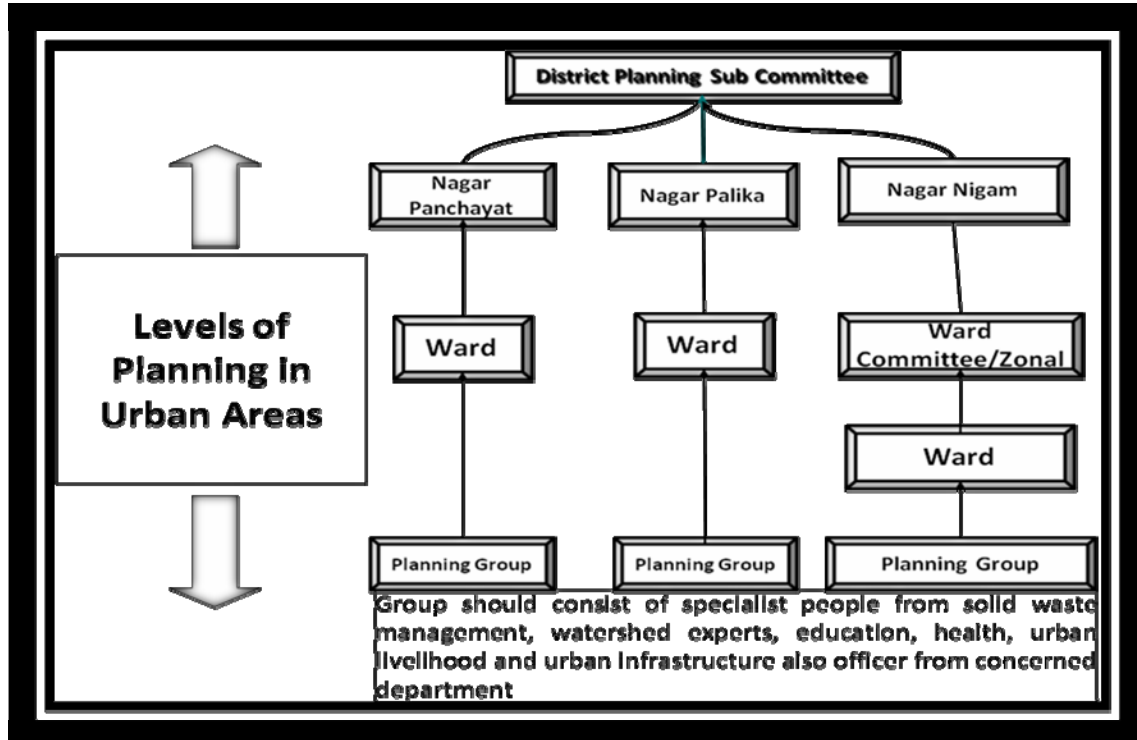 District Planning Sub Committee
Nagar
Panchayat
Nagar Palika
Nagar Nigam
Levels of
Planning in
Urban Areas
Ward
Ward
Ward
Committee/Zonal
Ward
Planning Group
Planning Group
Planning Group
Group should consist of specialist people from solid waste
management, watershed experts, education, health, urban
livelihood and urban infrastructure also officer from concerned
department